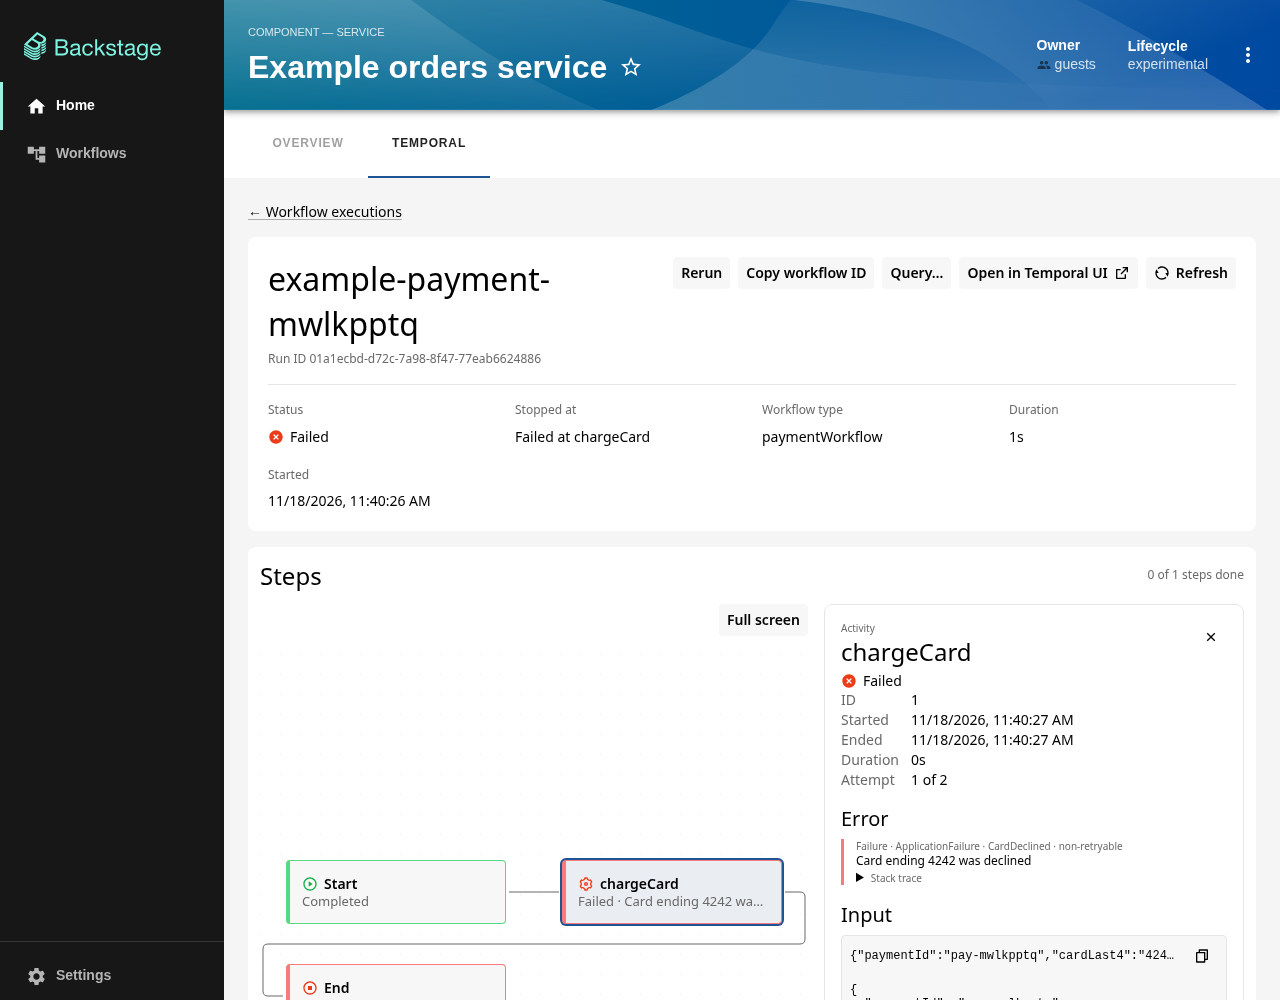 Backstage
Home
Workflows
Settings
COMPONENT — SERVICE
Example orders service
Owner
guests
Lifecycle
experimental
OVERVIEW
TEMPORAL
← Workflow executions
example-payment-
mwlkpptq
Run ID 01a1ecbd-d72c-7a98-8f47-77eab6624886
Rerun
Copy workflow ID
Query...
Open in Temporal UI
Refresh
Status
Failed
Stopped at
Failed at chargeCard
Workflow type
paymentWorkflow
Duration
1s
Started
11/18/2026, 11:40:26 AM
Steps
0 of 1 steps done
Full screen
Start
Completed
chargeCard
Failed · Card ending 4242 wa...
End
Activity
chargeCard
Failed
ID 1
Started 11/18/2026, 11:40:27 AM
Ended 11/18/2026, 11:40:27 AM
Duration 0s
Attempt 1 of 2
Error
Failure · ApplicationFailure · CardDeclined · non-retryable
Card ending 4242 was declined
Stack trace
Input
{"paymentId":"pay-mwlkpptq","cardLast4":"424…
{